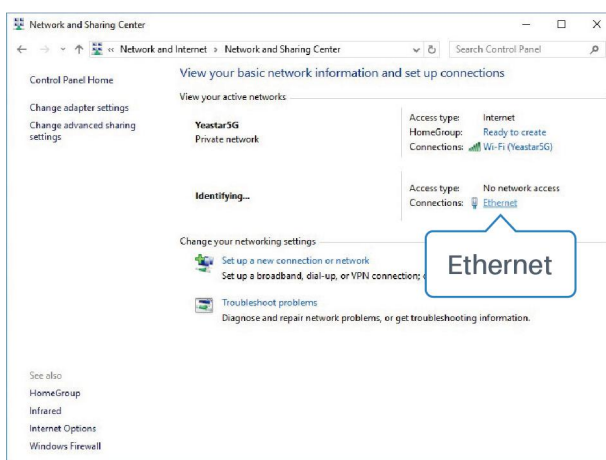 Network and Sharing Center
« Network and Internet > Network and Sharing Center
Search Control Panel
Control Panel Home
Change adapter settings
Change advanced sharing
settings
View your basic network information and set up connections
View your active networks
Yeastar5G
Private network
Access type: Internet
HomeGroup: Ready to create
Connections: Wi-Fi (Yeastar5G)
Identifying...
Access type: No network access
Connections: Ethernet
Ethernet
Change your networking settings
Set up a new connection or network
Set up a broadband, dial-up, or VPN connection;
Troubleshoot problems
Diagnose and repair network problems, or get troubleshooting information.
See also
HomeGroup
Infrared
Internet Options
Windows Firewall